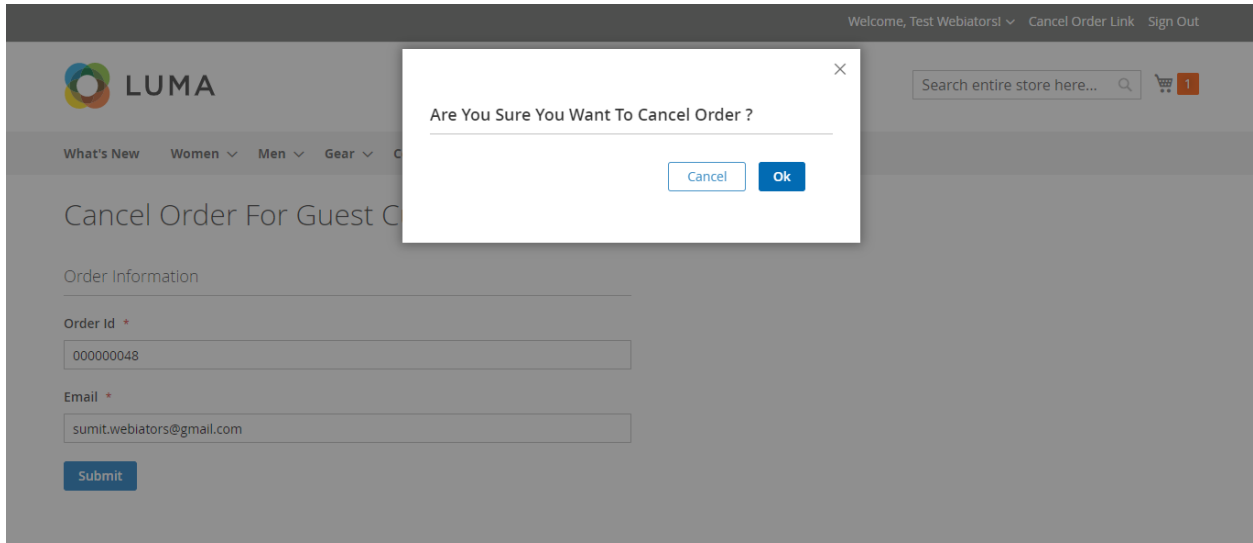 Welcome, Test Webiators! Cancel Order Link Sign Out
LUMA
Search entire store here... 1
Are You Sure You Want To Cancel Order ?
Cancel Ok
What's New Women Men Gear C
Cancel Order For Guest C
Order Information
Order Id *
000000048
Email *
sumit.webiators@gmail.com
Submit